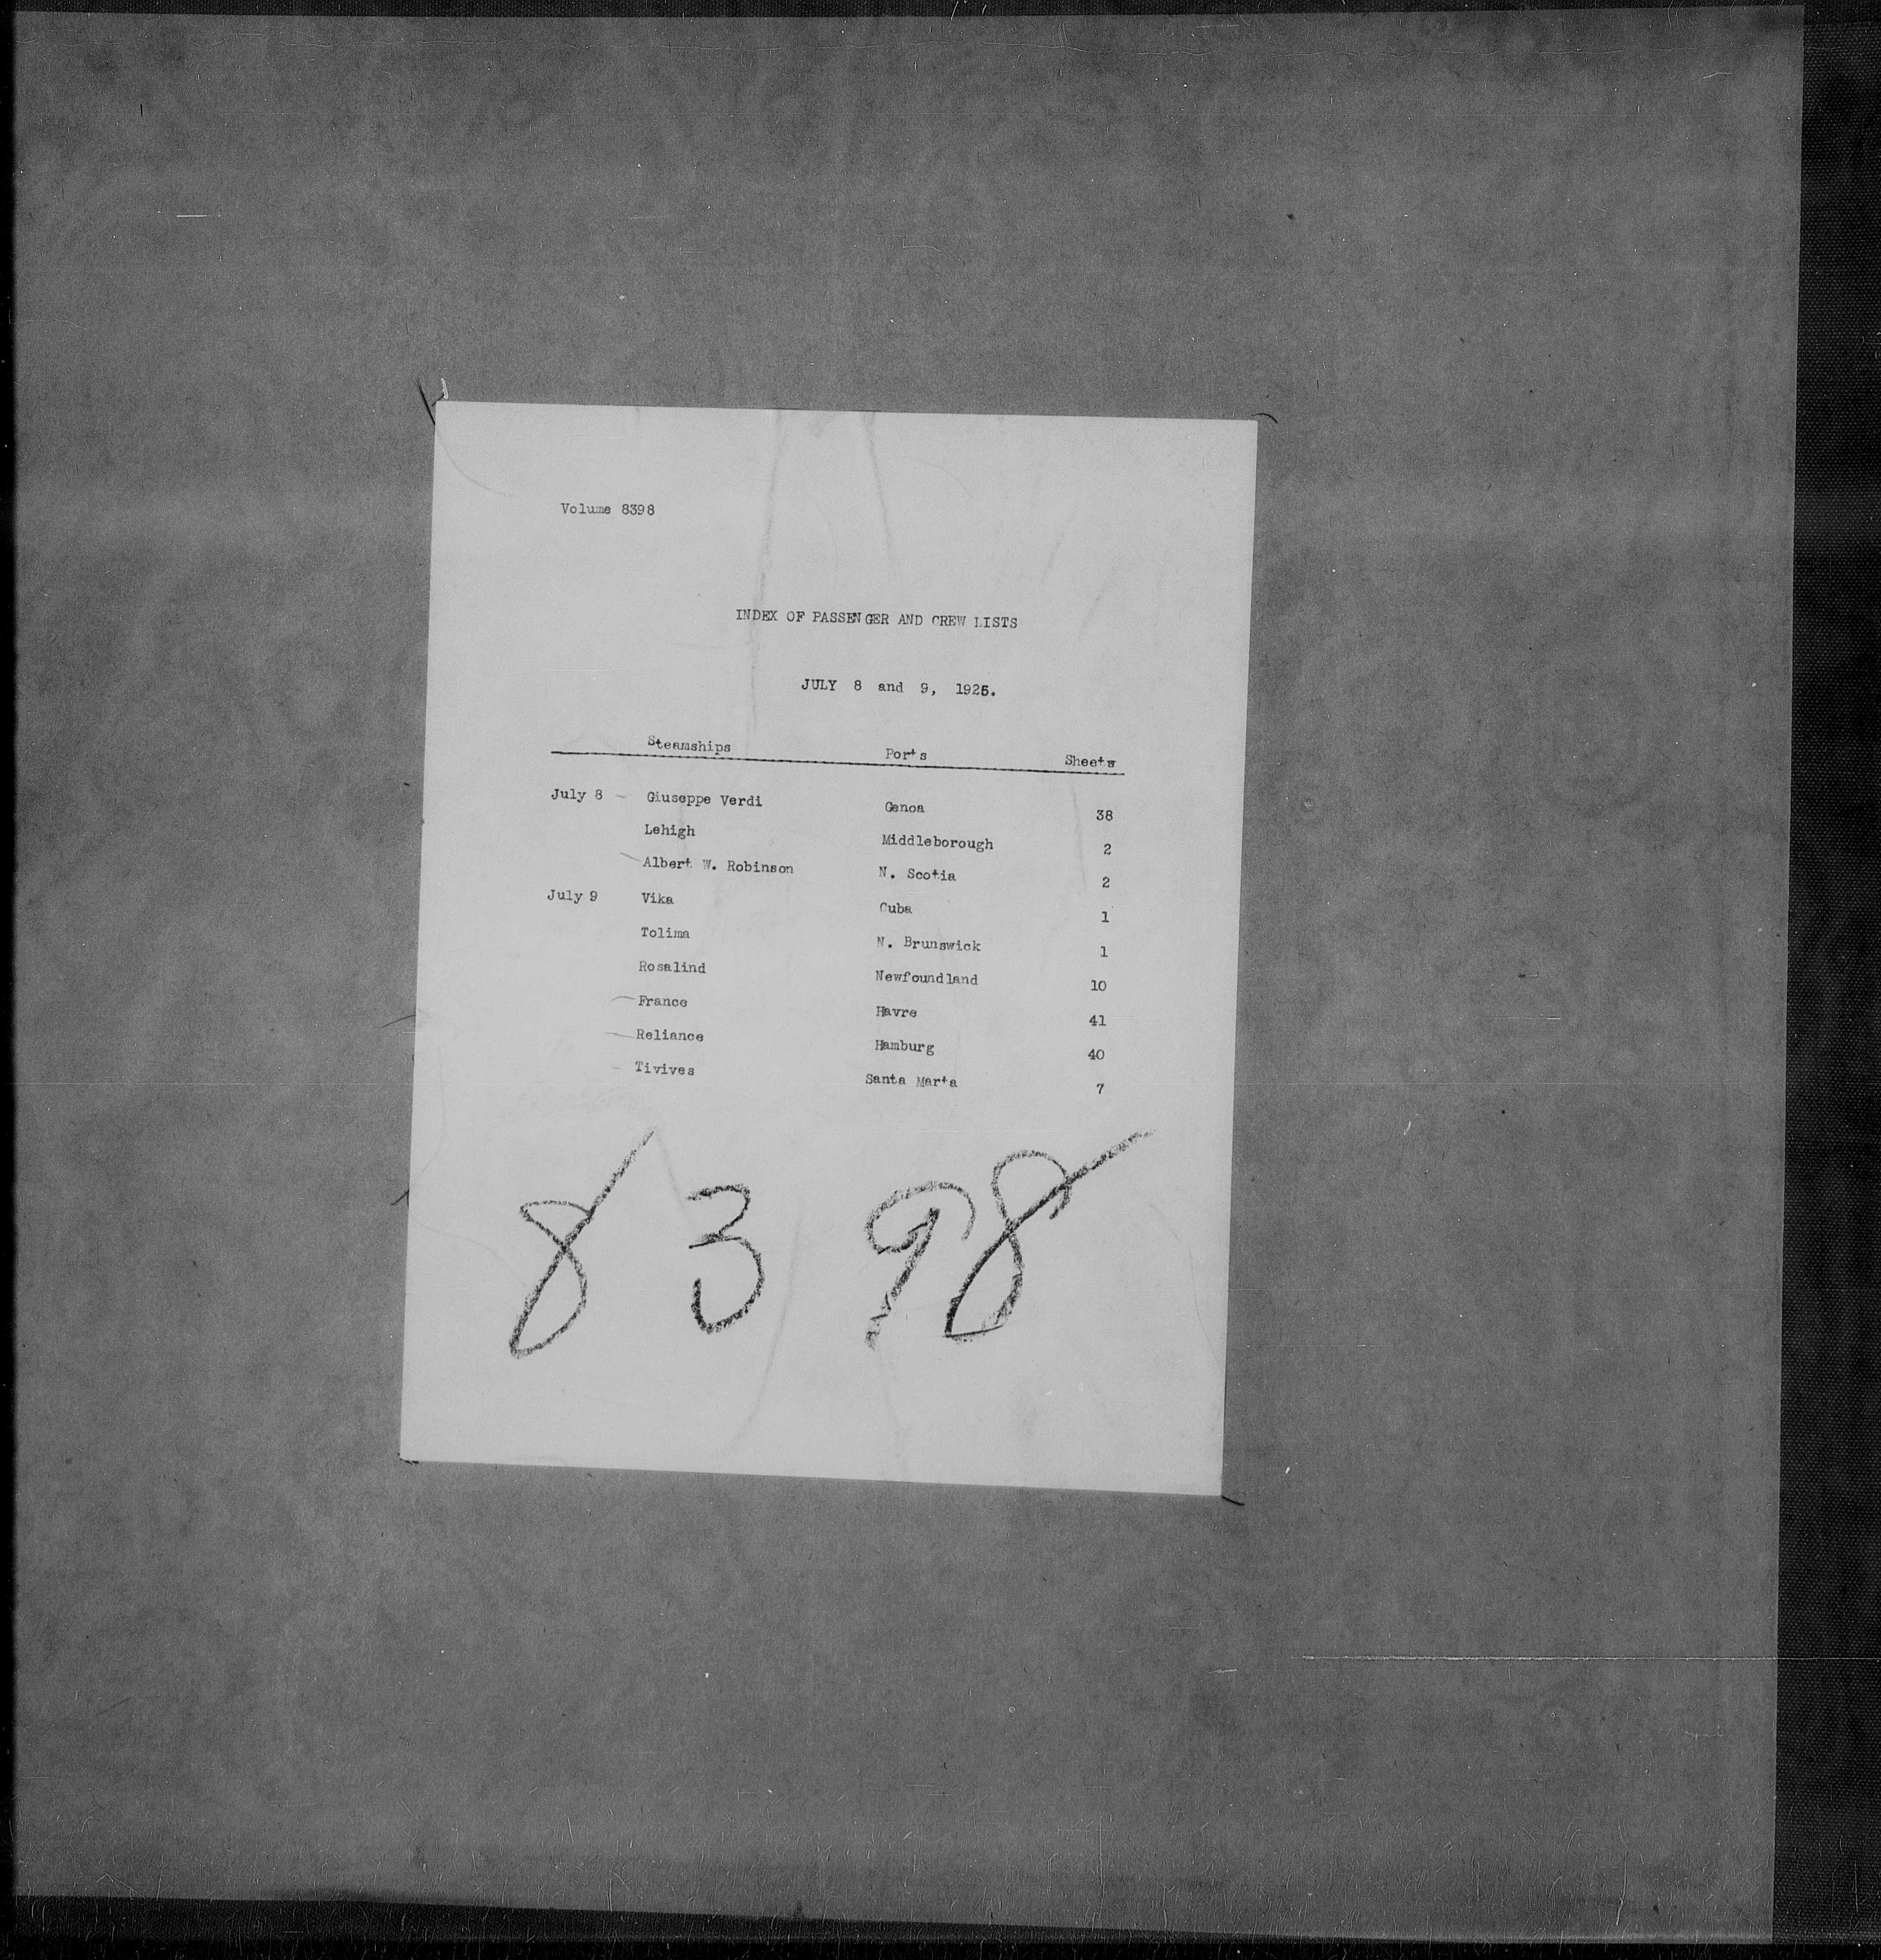 Volume 8398
INDEX OF PASSENGER AND CREW LISTS
JULY 8 and 9, 1925.
Steamships Ports Sheets
July 8 Giuseppe Verdi Genoa 38
Lehigh Middleborough 2
Albert W. Robinson N. Scotia 2
July 9 Vika Cuba 1
Tolima N. Brunswick 1
Rosalind Newfoundland 10
France Havre 41
Reliance Hamburg 40
Tivives Santa Marta 7
8398